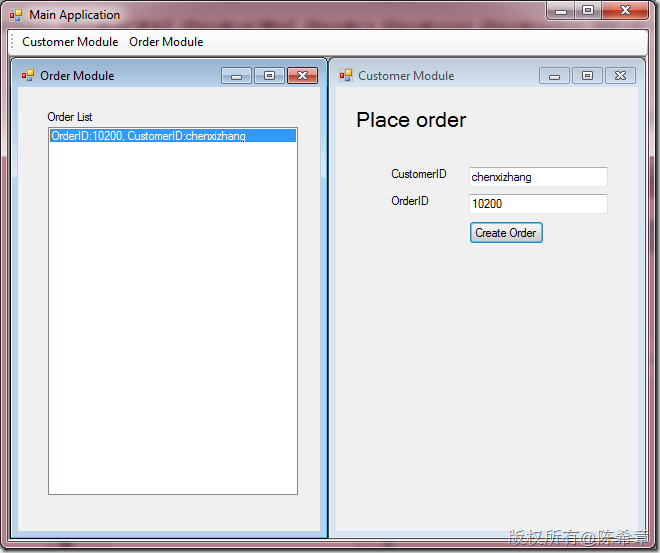 Main Application
Customer Module Order Module
Order Module
Order List
OrderID:10200, CustomerID:chenxizhang
Customer Module
Place order
CustomerID chenxizhang
OrderID 10200
Create Order
版权所有@陈希章